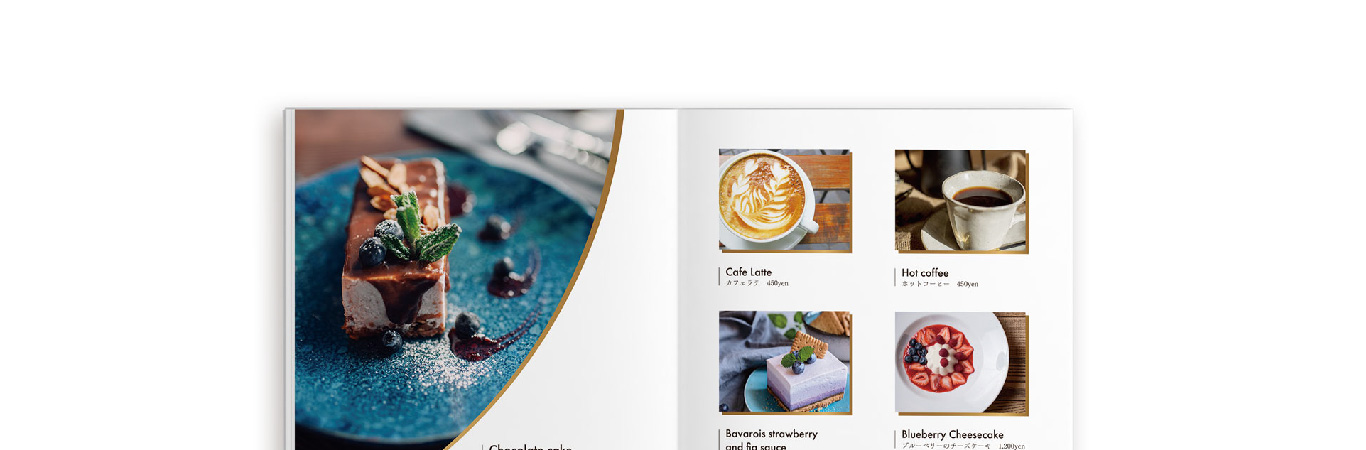 Cafe Latte
カフェラテ 450yen
Hot coffee
ホットコーヒー 450yen
Bavarois strawberry
and fig sauce
Blueberry Cheesecake
ブルーベリーのチーズケーキ 1,200yen
Chocolate cake